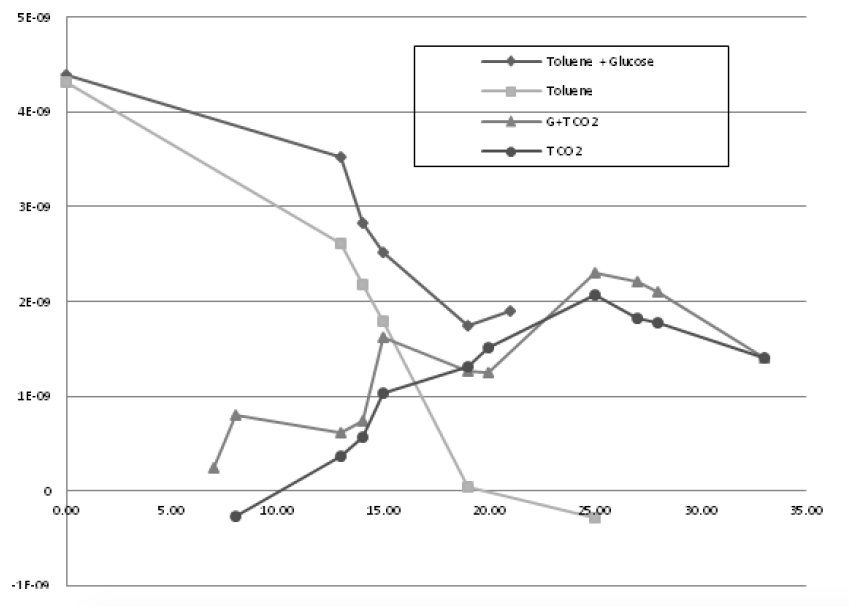 5E-09
4E-09
3E-09
2E-09
1E-09
0
-1E-09
0.00 5.00 10.00 15.00 20.00 25.00 30.00 35.00
Toluene + Glucose
Toluene
G+T CO2
T CO2